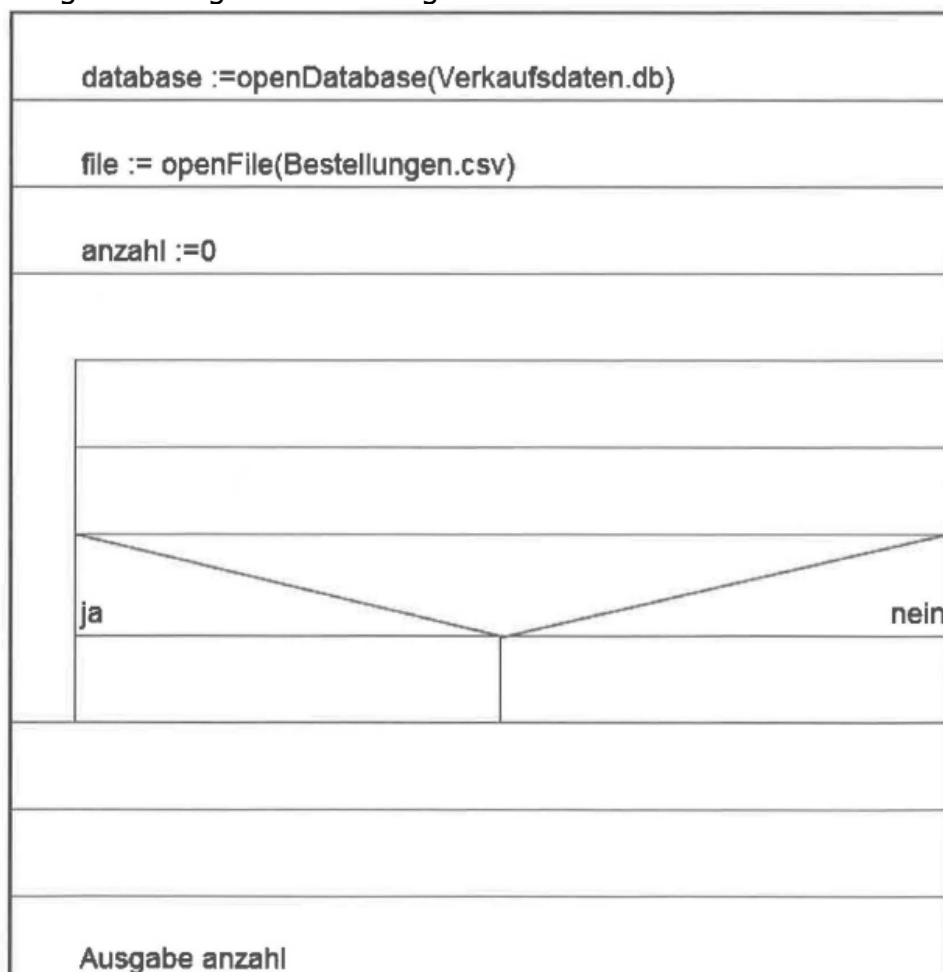 database :=openDatabase(Verkaufsdaten.db)
file := openFile(Bestellungen.csv)
anzahl :=0
ja
nein
Ausgabe anzahl